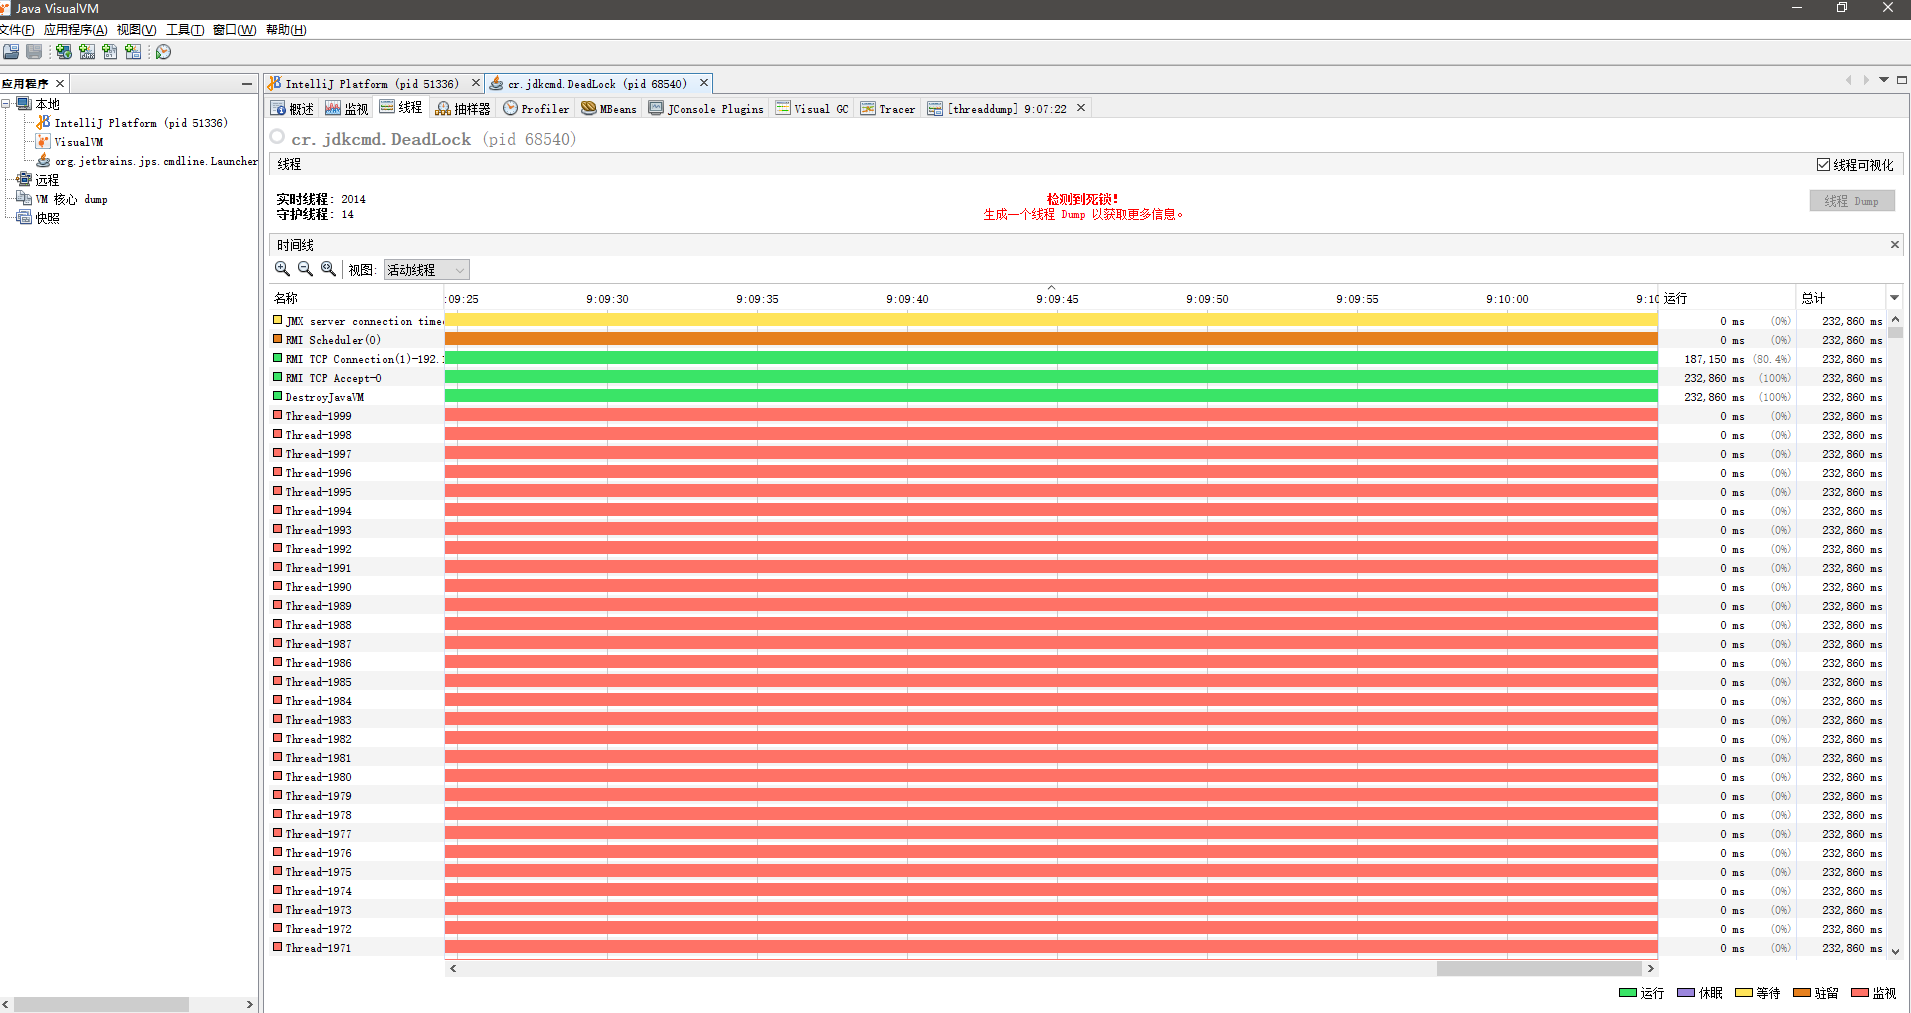 Java VisualVM
文件(F) 应用程序(A) 视图(V) 工具(T) 窗口(W) 帮助(H)
应用程序
本地
IntelliJ Platform (pid 51336)
VisualVM
org.jetbrains.jps.cmdline.Launcher
远程
VM 核心 dump
快照
IntelliJ Platform (pid 51336) cr.jdkcmd.DeadLock (pid 68540)
概述 监视 线程 抽样器 Profiler MBeans JConsole Plugins Visual GC Tracer [threaddump] 9:07:22
cr.jdkcmd.DeadLock (pid 68540)
线程 线程可视化
实时线程: 2014
守护线程: 14
检测到死锁!
生成一个线程 Dump 以获取更多信息。
线程 Dump
时间线
视图: 活动线程
名称 :09:25 9:09:30 9:09:35 9:09:40 9:09:45 9:09:50 9:09:55 9:10:00 9:10 运行 总计
JMX server connection time 0 ms (0%) 232,860 ms
RMI Scheduler(0) 0 ms (0%) 232,860 ms
RMI TCP Connection(1)-192. 187,150 ms (80.4%) 232,860 ms
RMI TCP Accept-0 232,860 ms (100%) 232,860 ms
DestroyJavaVM 232,860 ms (100%) 232,860 ms
Thread-1999 0 ms (0%) 232,860 ms
Thread-1998 0 ms (0%) 232,860 ms
Thread-1997 0 ms (0%) 232,860 ms
Thread-1996 0 ms (0%) 232,860 ms
Thread-1995 0 ms (0%) 232,860 ms
Thread-1994 0 ms (0%) 232,860 ms
Thread-1993 0 ms (0%) 232,860 ms
Thread-1992 0 ms (0%) 232,860 ms
Thread-1991 0 ms (0%) 232,860 ms
Thread-1990 0 ms (0%) 232,860 ms
Thread-1989 0 ms (0%) 232,860 ms
Thread-1988 0 ms (0%) 232,860 ms
Thread-1987 0 ms (0%) 232,860 ms
Thread-1986 0 ms (0%) 232,860 ms
Thread-1985 0 ms (0%) 232,860 ms
Thread-1984 0 ms (0%) 232,860 ms
Thread-1983 0 ms (0%) 232,860 ms
Thread-1982 0 ms (0%) 232,860 ms
Thread-1981 0 ms (0%) 232,860 ms
Thread-1980 0 ms (0%) 232,860 ms
Thread-1979 0 ms (0%) 232,860 ms
Thread-1978 0 ms (0%) 232,860 ms
Thread-1977 0 ms (0%) 232,860 ms
Thread-1976 0 ms (0%) 232,860 ms
Thread-1975 0 ms (0%) 232,860 ms
Thread-1974 0 ms (0%) 232,860 ms
Thread-1973 0 ms (0%) 232,860 ms
Thread-1972 0 ms (0%) 232,860 ms
Thread-1971 0 ms (0%) 232,860 ms
运行 休眠 等待 驻留 监视